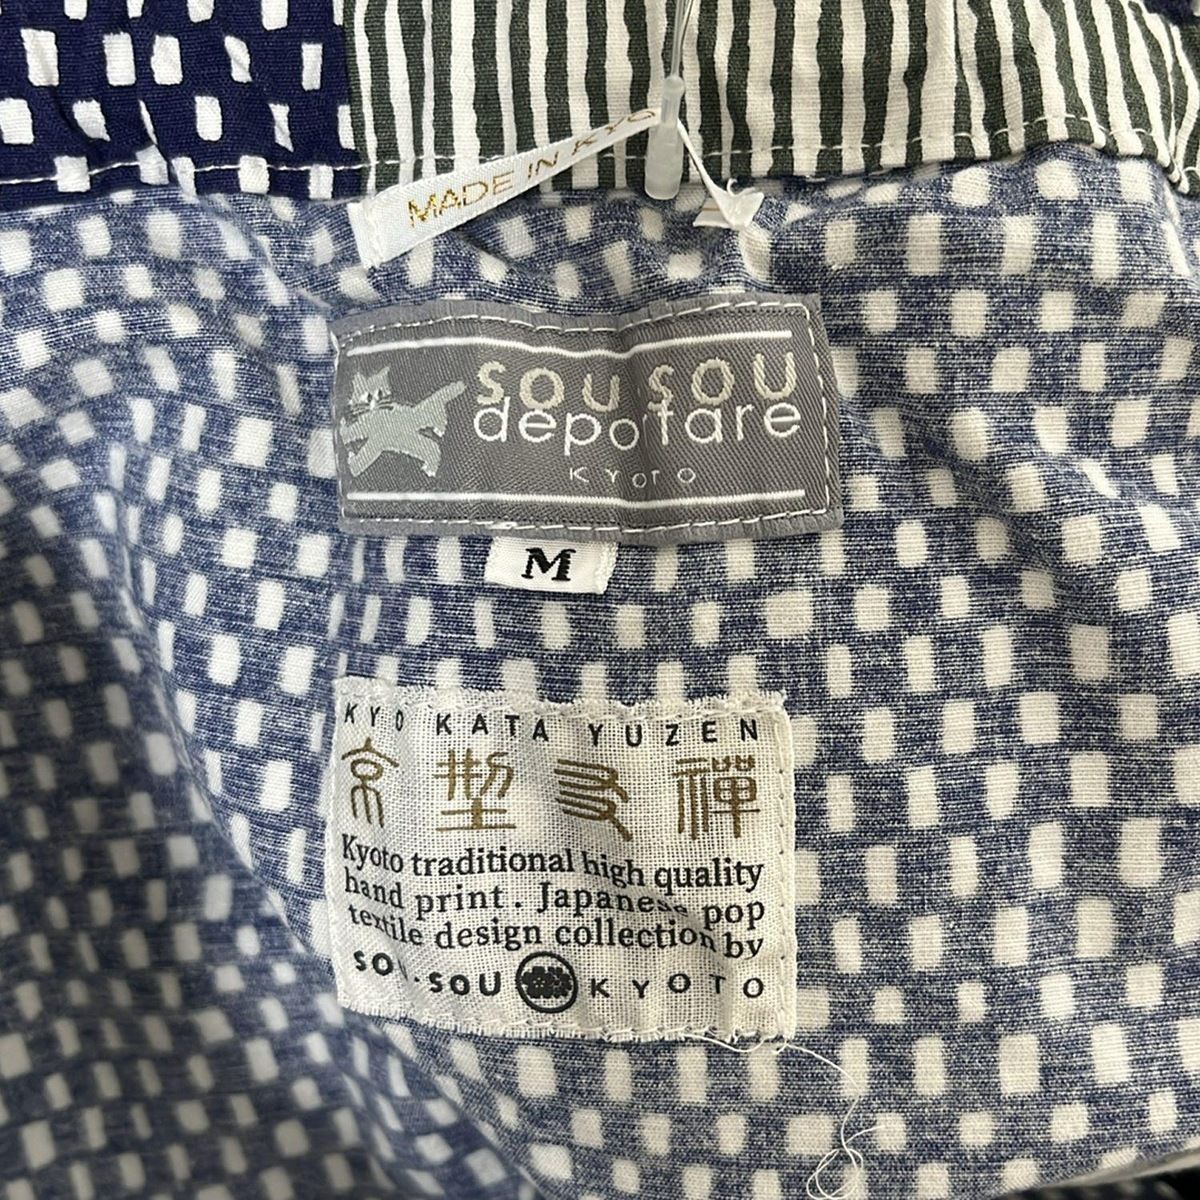 MADE IN KYO
SOU SOU
deportare
KYOTO
M
KYO KATA YUZEN
京型友禅
Kyoto traditional high quality
hand print . Japanese pop
textile design collection by
SOU・SOU KYOTO